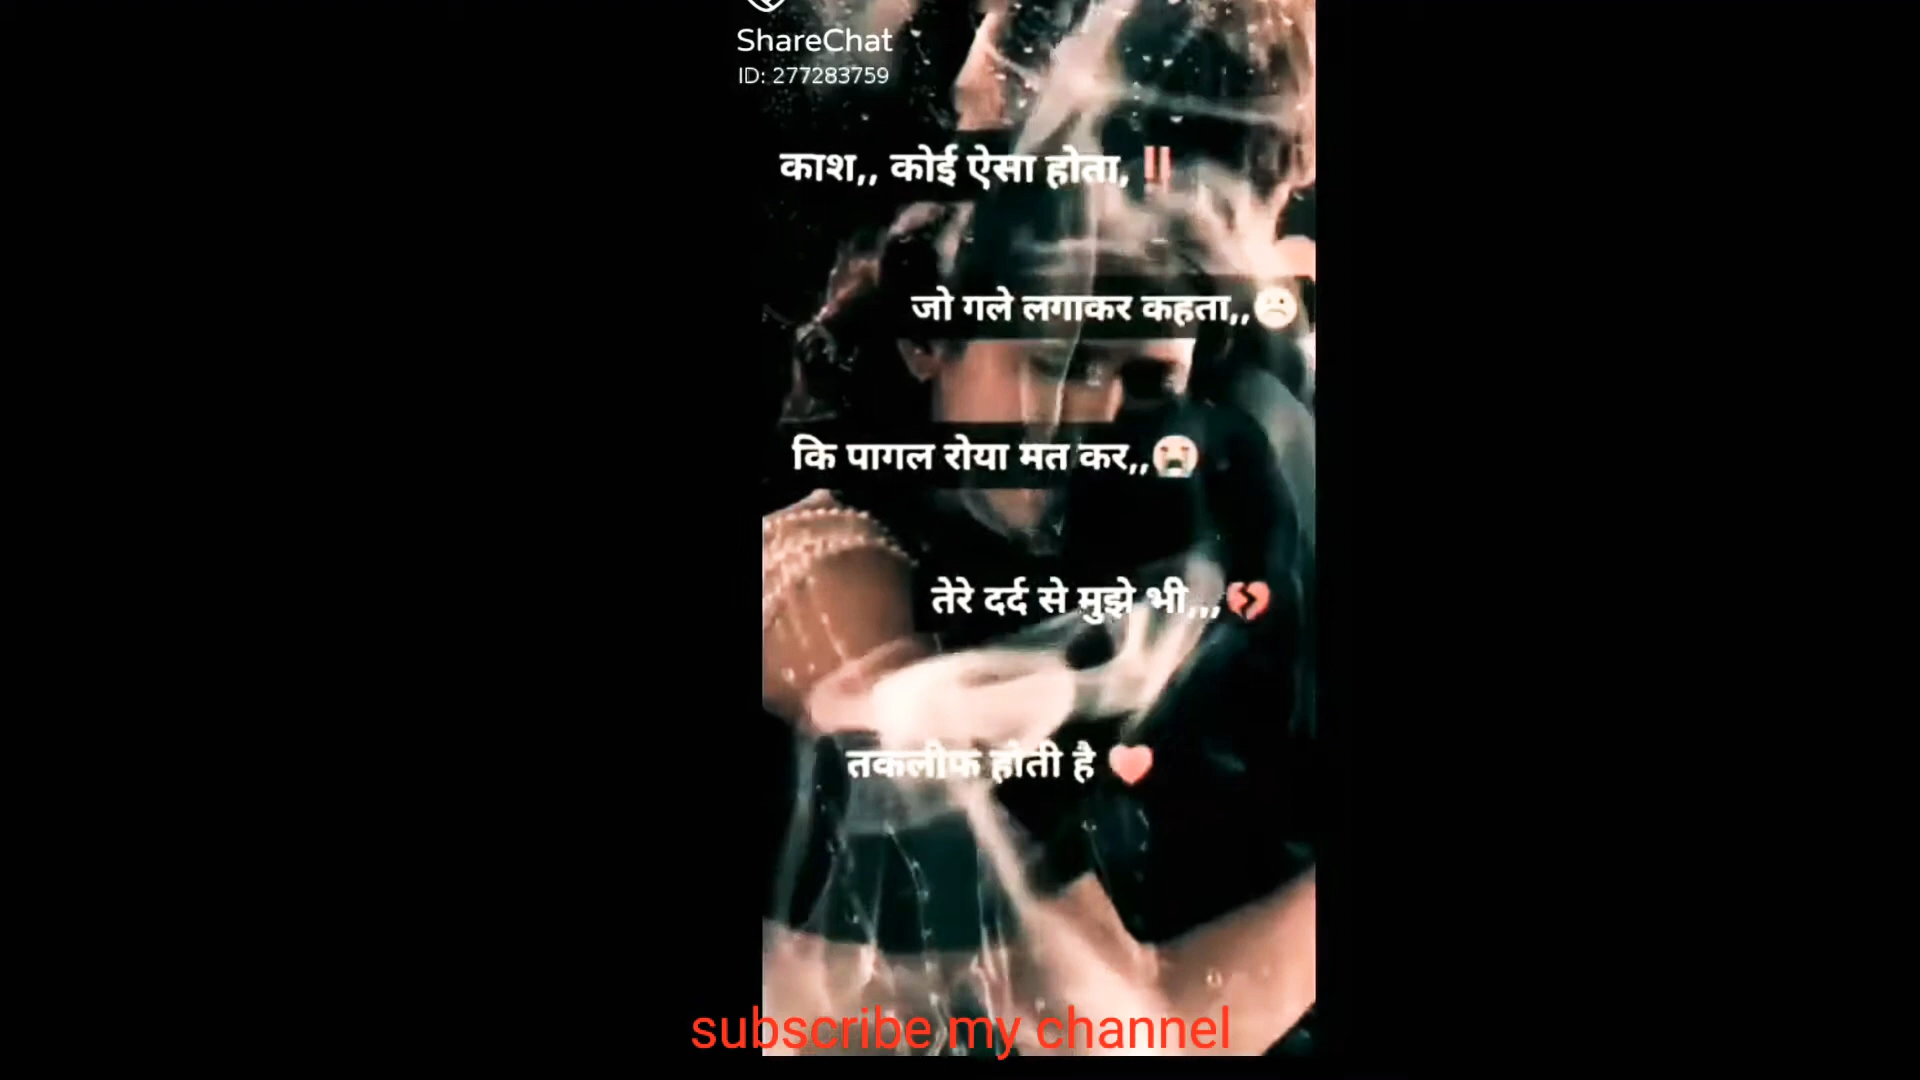 ShareChat
ID: 277283759
काश,, कोई ऐसा होता, ‼
जो गले लगाकर कहता,,☹
कि पागल रोया मत कर,,😭
तेरे दर्द से मुझे भी,,,💔
तकलीफ होती है ❤
subscribe my channel